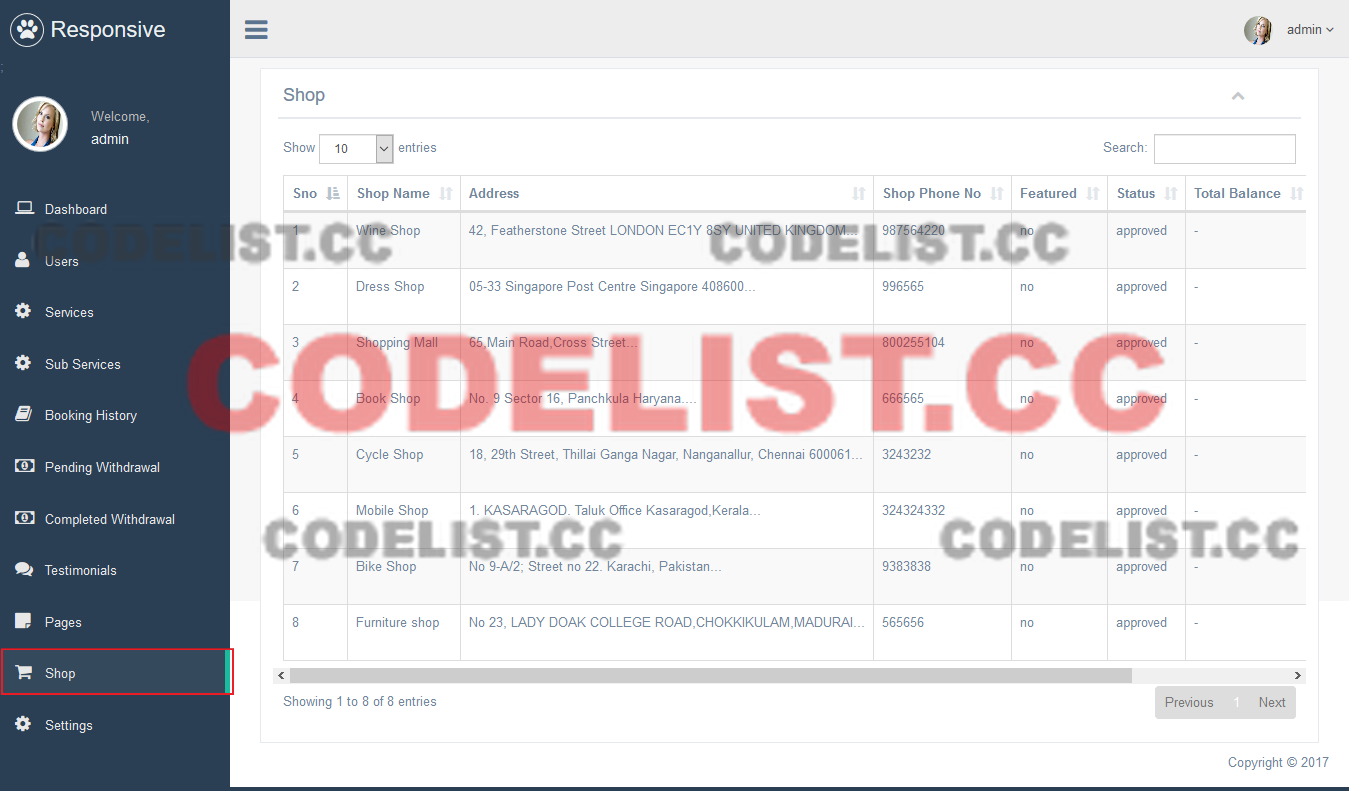 Responsive
admin
;
Welcome,
admin
Dashboard
Users
Services
Sub Services
Booking History
Pending Withdrawal
Completed Withdrawal
Testimonials
Pages
Shop
Settings
Shop
Show 10 entries Search:
Sno Shop Name Address Shop Phone No Featured Status Total Balance
1 Wine Shop 42, Featherstone Street LONDON EC1Y 8SY UNITED KINGDOM... 987564220 no approved -
2 Dress Shop 05-33 Singapore Post Centre Singapore 408600... 996565 no approved -
3 Shopping Mall 65,Main Road,Cross Street... 800255104 no approved -
4 Book Shop No. 9 Sector 16, Panchkula Haryana.... 666565 no approved -
5 Cycle Shop 18, 29th Street, Thillai Ganga Nagar, Nanganallur, Chennai 600061... 3243232 no approved -
6 Mobile Shop 1. KASARAGOD. Taluk Office Kasaragod,Kerala... 324324332 no approved -
7 Bike Shop No 9-A/2; Street no 22. Karachi, Pakistan... 9383838 no approved -
8 Furniture shop No 23, LADY DOAK COLLEGE ROAD,CHOKKIKULAM,MADURAI... 565656 no approved -
Showing 1 to 8 of 8 entries Previous 1 Next
Copyright © 2017
CODELIST.CC
CODELIST.CC
CODELIST.CC
CODELIST.CC
CODELIST.CC